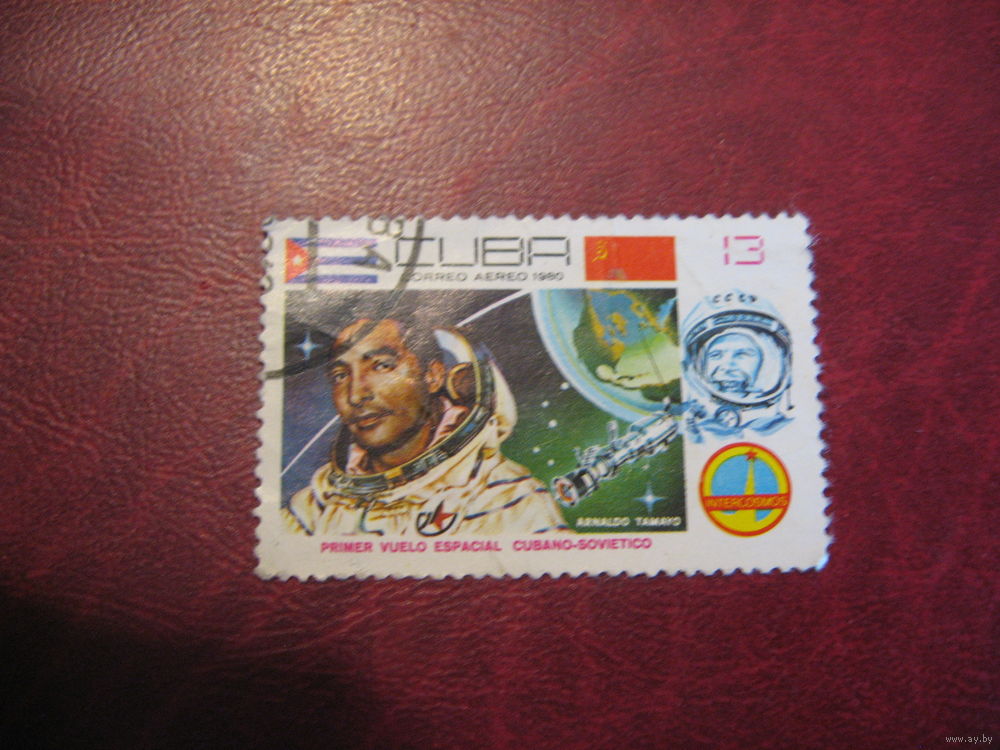 CUBA
CORREO AEREO 1980
13
CCCP
INTERCOSMOS
ARNALDO TAMAYO
PRIMER VUELO ESPACIAL CUBANO-SOVIETICO
www.ay.by